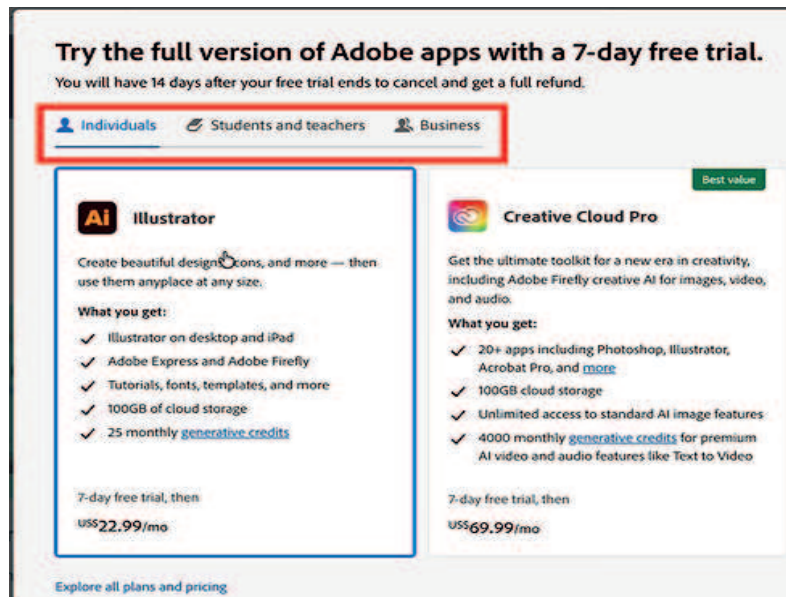 Try the full version of Adobe apps with a 7-day free trial.
You will have 14 days after your free trial ends to cancel and get a full refund.
Individuals
Students and teachers
Business
Ai
Illustrator
Create beautiful designs, icons, and more — then
use them anyplace at any size.
What you get:
Illustrator on desktop and iPad
Adobe Express and Adobe Firefly
Tutorials, fonts, templates, and more
100GB of cloud storage
25 monthly generative credits
7-day free trial, then
US$22.99/mo
Best value
Creative Cloud Pro
Get the ultimate toolkit for a new era in creativity,
including Adobe Firefly creative AI for images, video,
and audio.
What you get:
20+ apps including Photoshop, Illustrator,
Acrobat Pro, and more
100GB cloud storage
Unlimited access to standard AI image features
4000 monthly generative credits for premium
AI video and audio features like Text to Video
7-day free trial, then
US$69.99/mo
Explore all plans and pricing